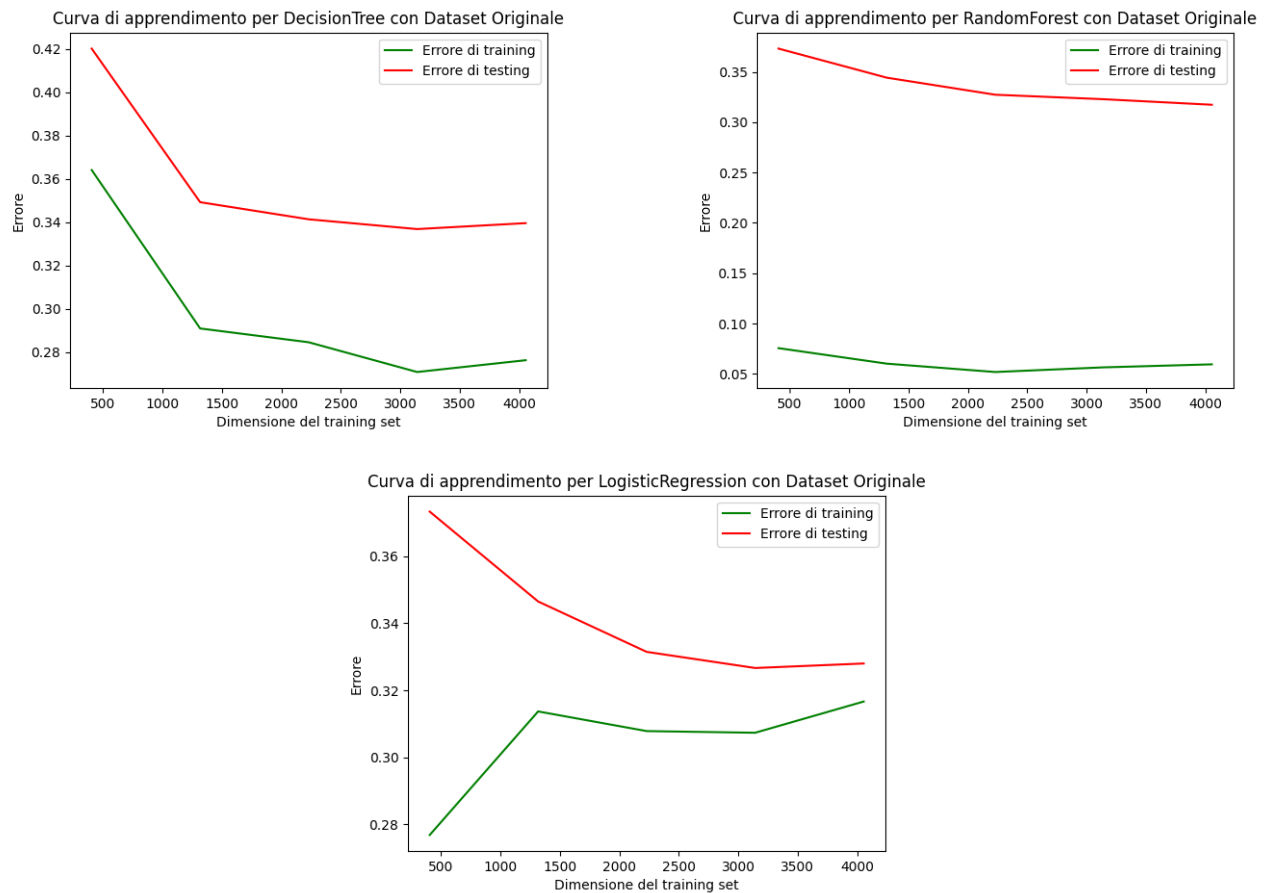 Curva di apprendimento per DecisionTree con Dataset Originale
Errore di training
Errore di testing
0.42
0.40
0.38
0.36
0.34
0.32
0.30
0.28
Errore
500 1000 1500 2000 2500 3000 3500 4000
Dimensione del training set
Curva di apprendimento per RandomForest con Dataset Originale
Errore di training
Errore di testing
0.35
0.30
0.25
0.20
0.15
0.10
0.05
Errore
500 1000 1500 2000 2500 3000 3500 4000
Dimensione del training set
Curva di apprendimento per LogisticRegression con Dataset Originale
Errore di training
Errore di testing
0.36
0.34
0.32
0.30
0.28
Errore
500 1000 1500 2000 2500 3000 3500 4000
Dimensione del training set